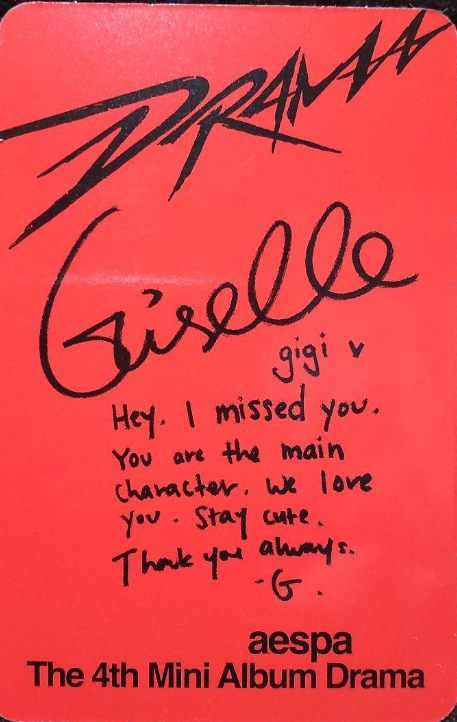 DRAMA
Giselle
gigi v
Hey. I missed you.
You are the main
character. We love
you. Stay cute.
Thank you always.
-G.
aespa
The 4th Mini Album Drama